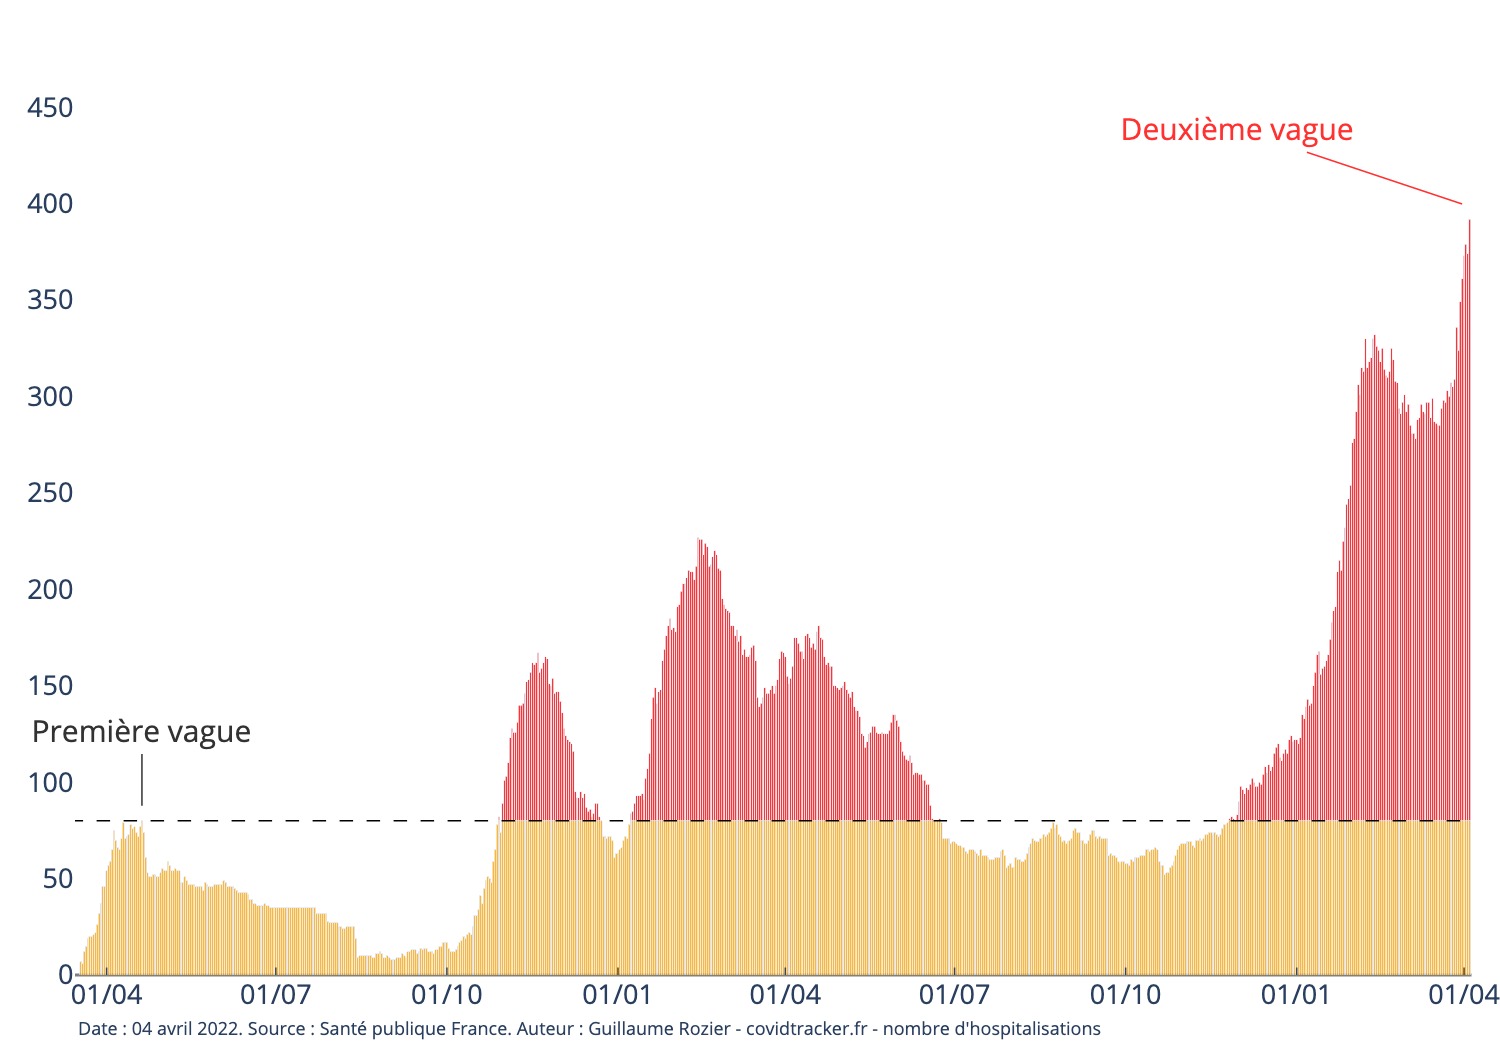 450
Deuxième vague
400
350
300
250
200
150
Première vague
100
50
0
01/04 01/07 01/10 01/01 01/04 01/07 01/10 01/01 01/04
Date : 04 avril 2022. Source : Santé publique France. Auteur : Guillaume Rozier - covidtracker.fr - nombre d'hospitalisations